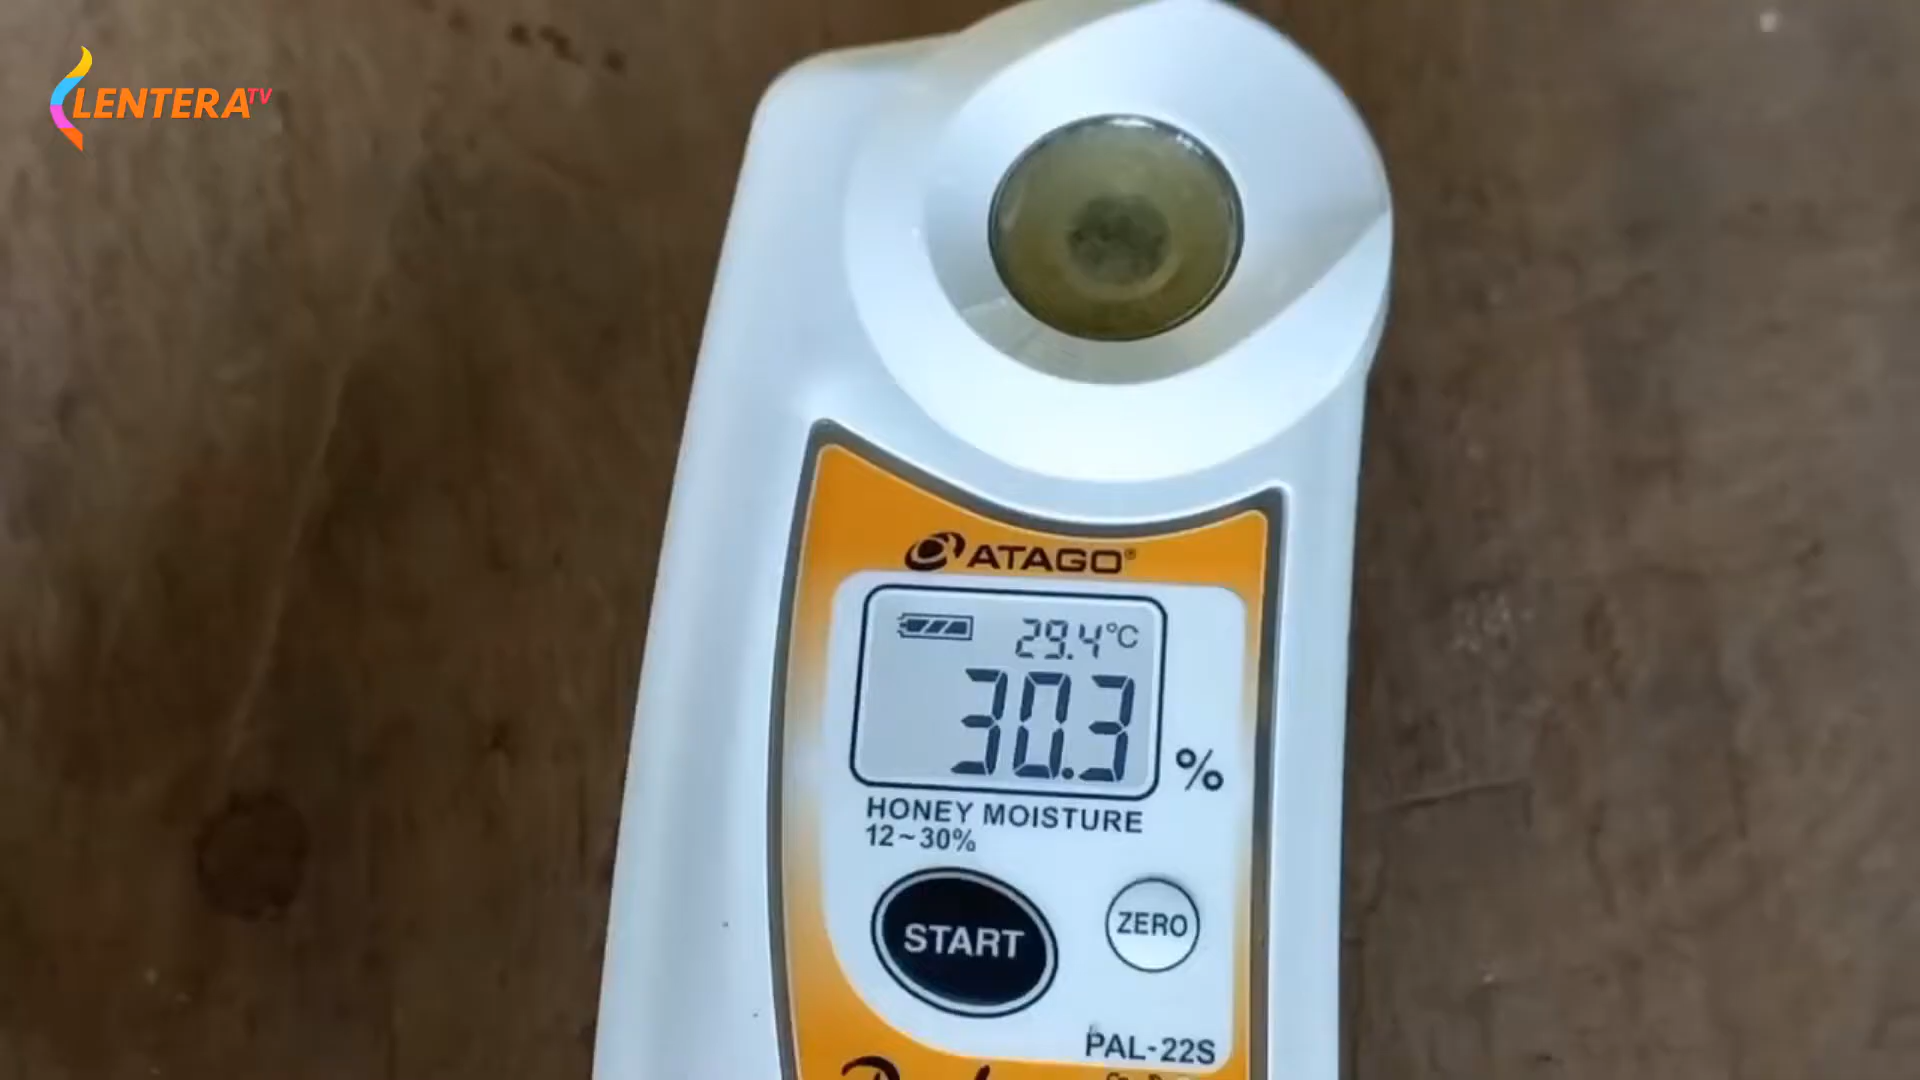 LENTERA TV
ATAGO®
29.4°C
30.3 %
HONEY MOISTURE
12~30%
START
ZERO
PAL-22S